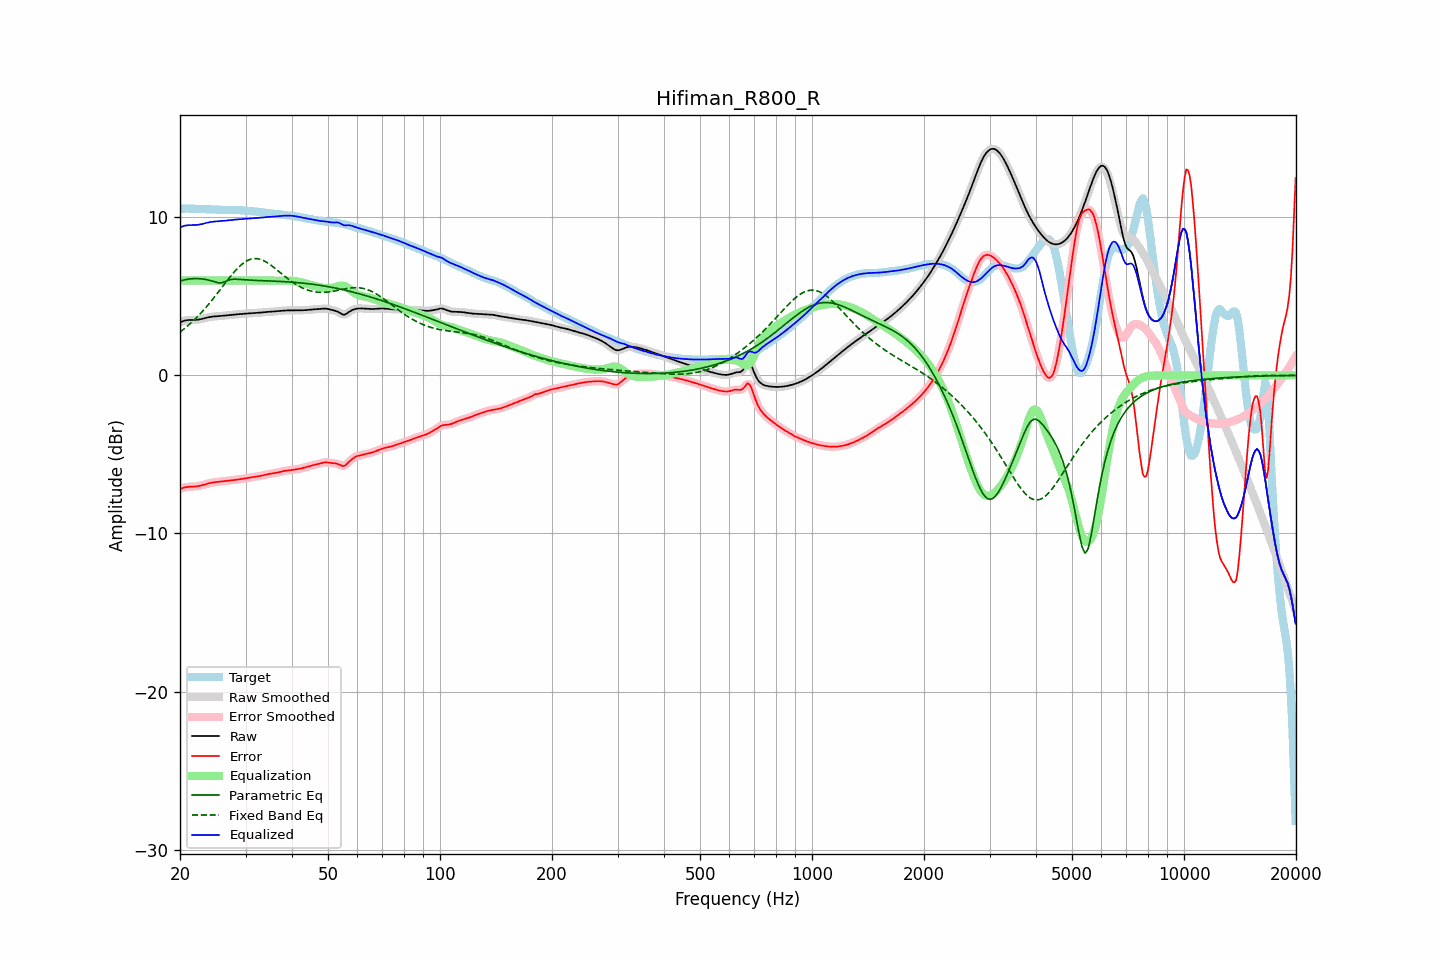 Hifiman_R800_R
Amplitude (dBr)
10
0
−10
−20
−30
Target
Raw Smoothed
Error Smoothed
Raw
Error
Equalization
Parametric Eq
Fixed Band Eq
Equalized
20 50 100 200 500 1000 2000 5000 10000 20000
Frequency (Hz)